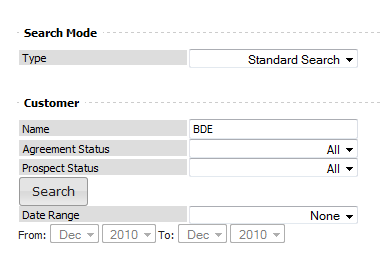 Search Mode
Type Standard Search
Customer
Name BDE
Agreement Status All
Prospect Status All
Search
Date Range None
From: Dec 2010 To: Dec 2010